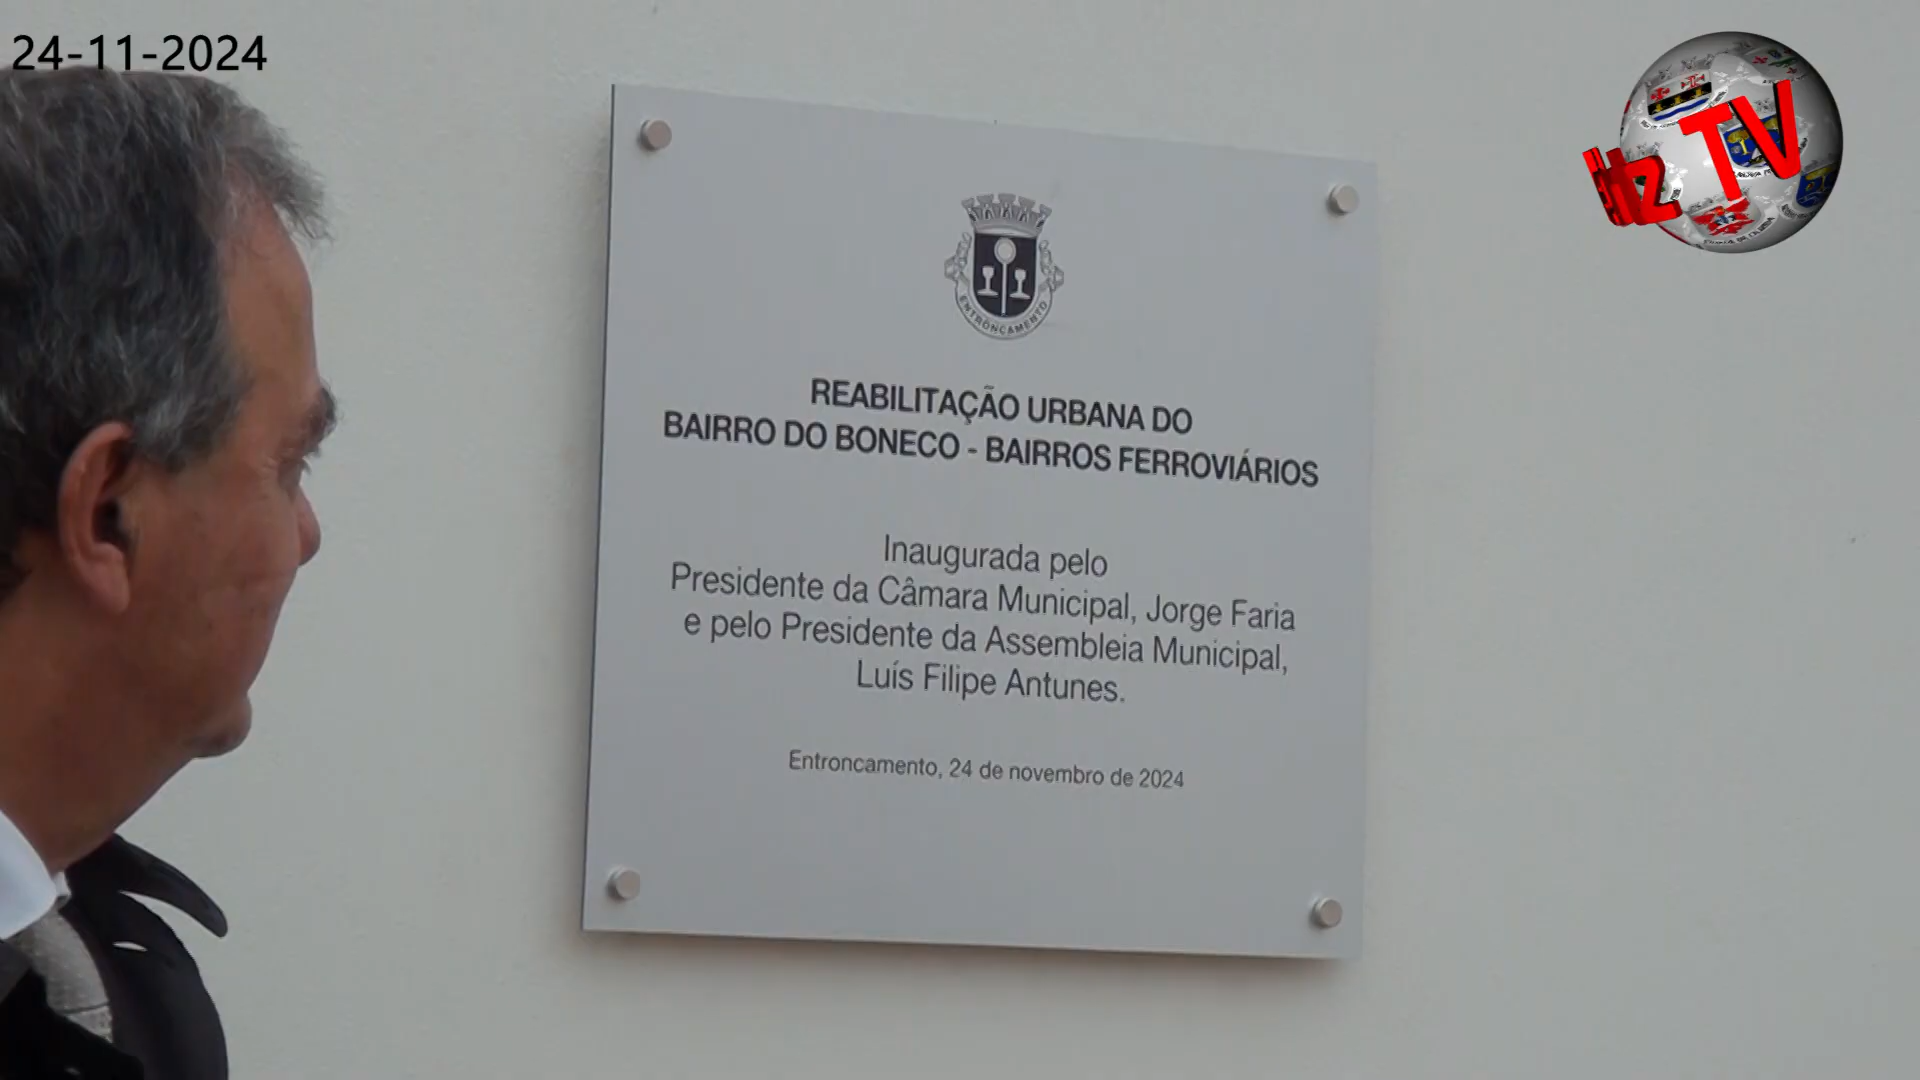 24-11-2024
TV
ENTRONCAMENTO
REABILITAÇÃO URBANA DO
BAIRRO DO BONECO - BAIRROS FERROVIÁRIOS
Inaugurada pelo
Presidente da Câmara Municipal, Jorge Faria
e pelo Presidente da Assembleia Municipal,
Luís Filipe Antunes.
Entroncamento, 24 de novembro de 2024